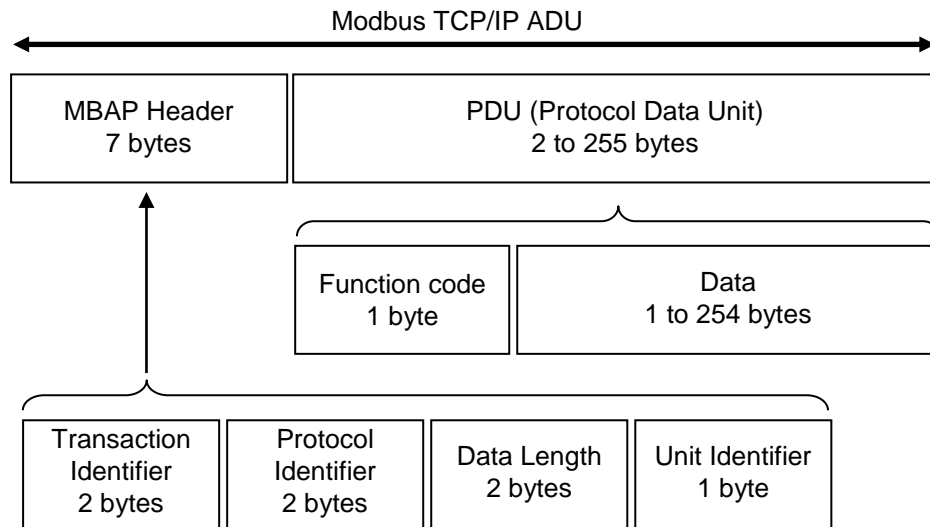 Modbus TCP/IP ADU
MBAP Header
7 bytes
PDU (Protocol Data Unit)
2 to 255 bytes
Function code
1 byte
Data
1 to 254 bytes
Transaction
Identifier
2 bytes
Protocol
Identifier
2 bytes
Data Length
2 bytes
Unit Identifier
1 byte